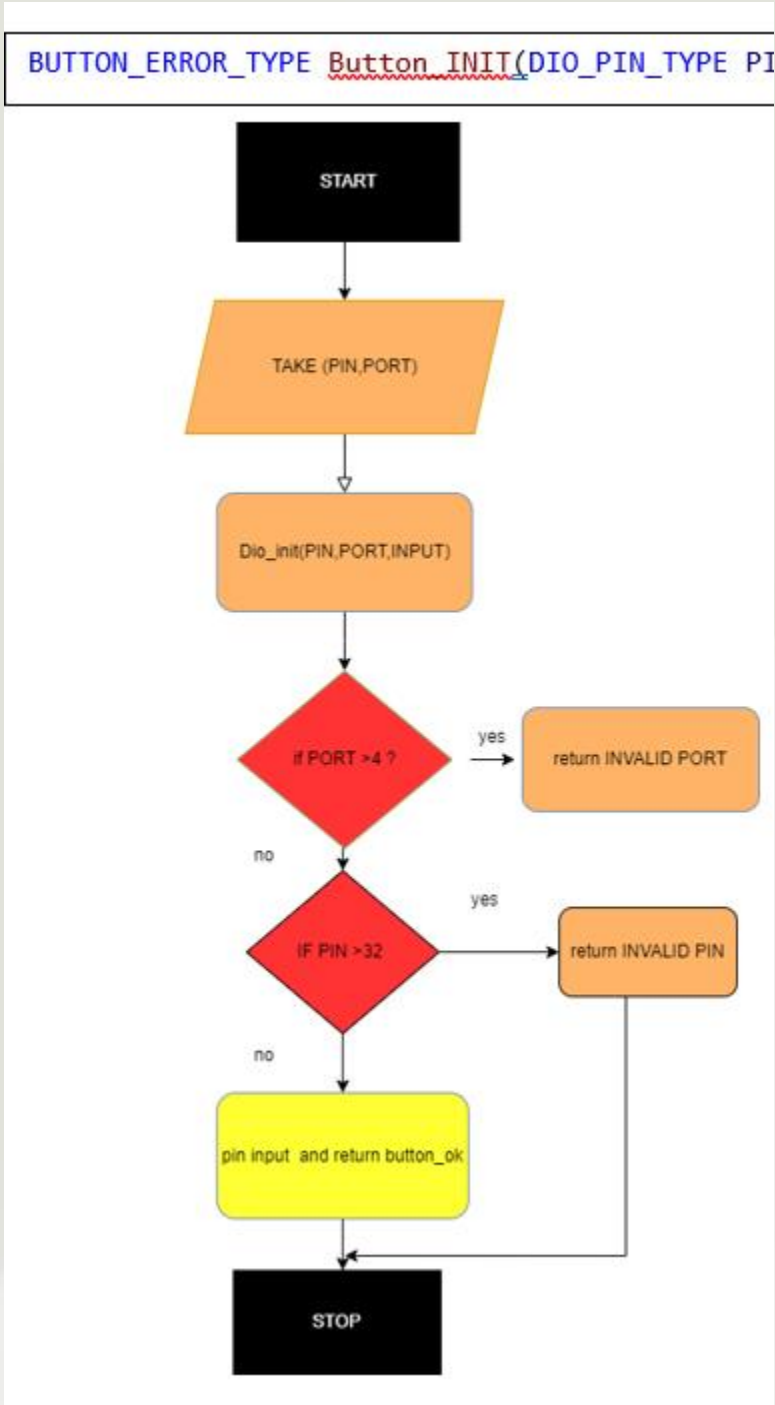 BUTTON_ERROR_TYPE Button_INIT(DIO_PIN_TYPE PI
START
TAKE (PIN,PORT)
Dio_init(PIN,PORT,INPUT)
if PORT >4 ?
yes
return INVALID PORT
no
yes
IF PIN >32
return INVALID PIN
no
pin input and return button_ok
STOP